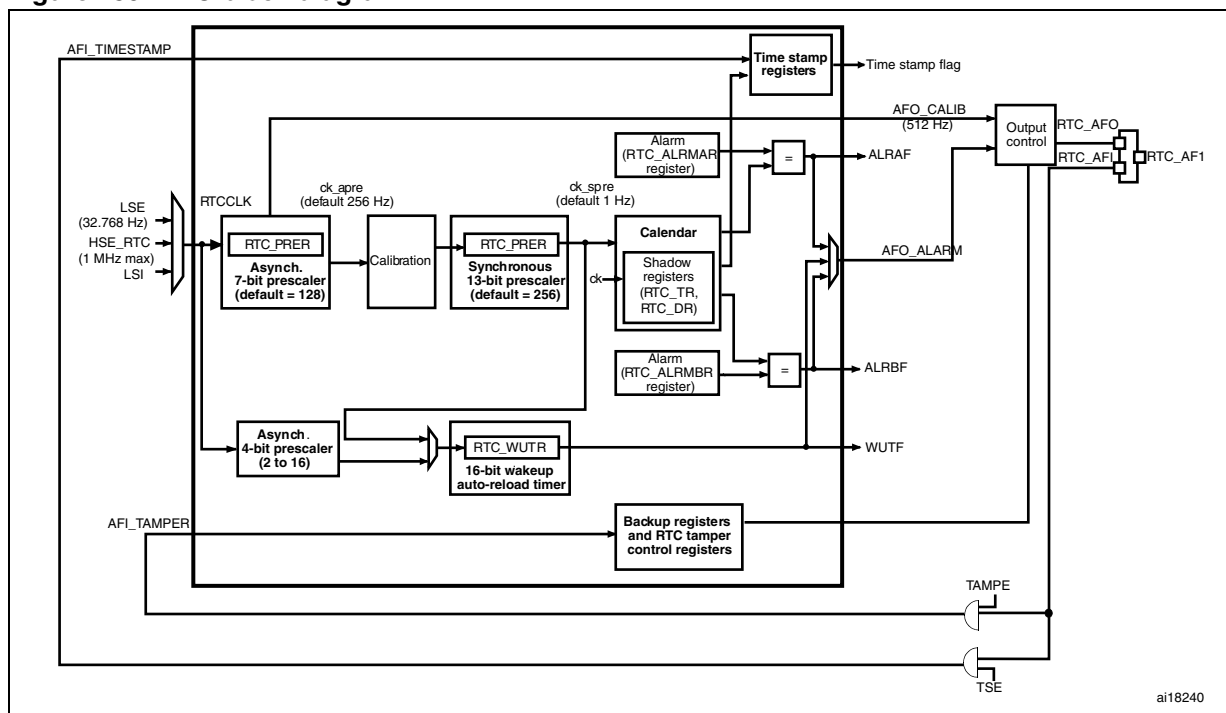 AFI_TIMESTAMP
Time stamp
registers
Time stamp flag
AFO_CALIB
(512 Hz)
Output
control
RTC_AFO
RTC_AFI
RTC_AF1
Alarm
(RTC_ALRMAR
register)
=
ALRAF
LSE
(32.768 Hz)
HSE_RTC
(1 MHz max)
LSI
RTCCLK
ck_apre
(default 256 Hz)
ck_spre
(default 1 Hz)
RTC_PRER
Asynch.
7-bit prescaler
(default = 128)
Calibration
RTC_PRER
Synchronous
13-bit prescaler
(default = 256)
Calendar
ck
Shadow
registers
(RTC_TR,
RTC_DR)
AFO_ALARM
Alarm
(RTC_ALRMBR
register)
=
ALRBF
Asynch.
4-bit prescaler
(2 to 16)
RTC_WUTR
16-bit wakeup
auto-reload timer
WUTF
AFI_TAMPER
Backup registers
and RTC tamper
control registers
TAMPE
TSE
ai18240